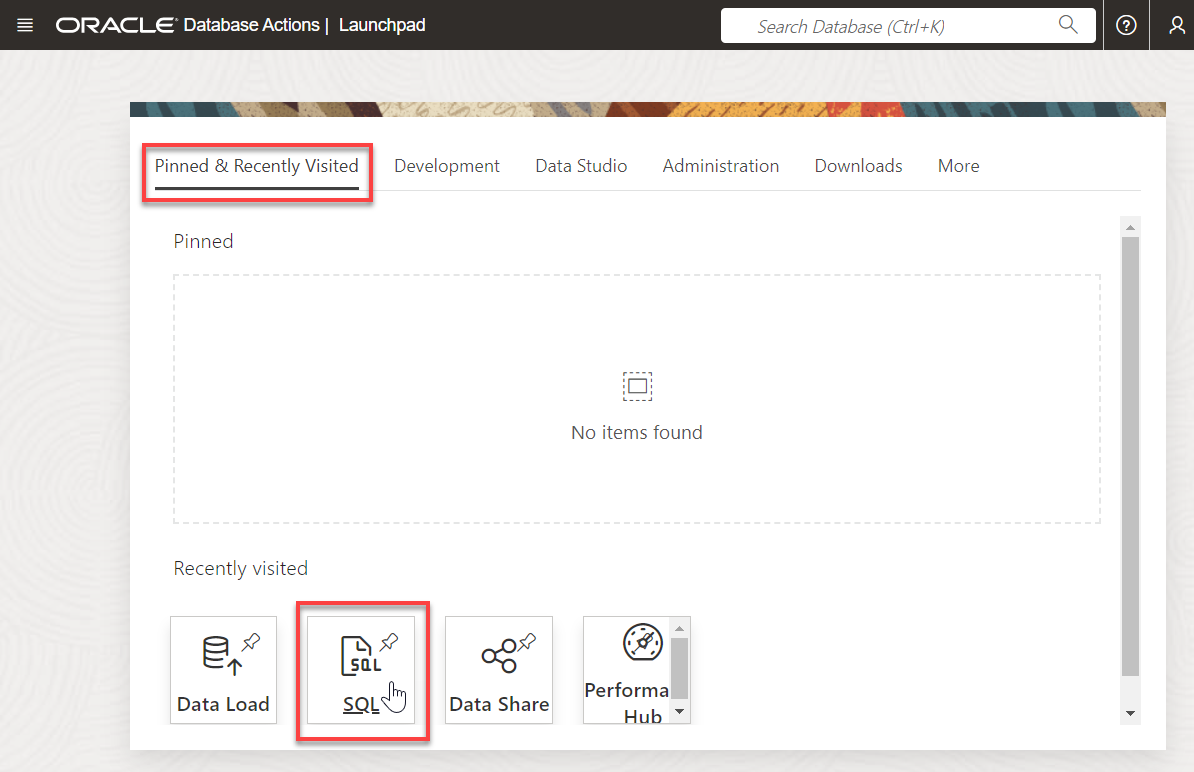 ORACLE Database Actions | Launchpad
Search Database (Ctrl+K)
Pinned & Recently Visited Development Data Studio Administration Downloads More
Pinned
No items found
Recently visited
SQL
Data Load SQL Data Share Performa
Hub